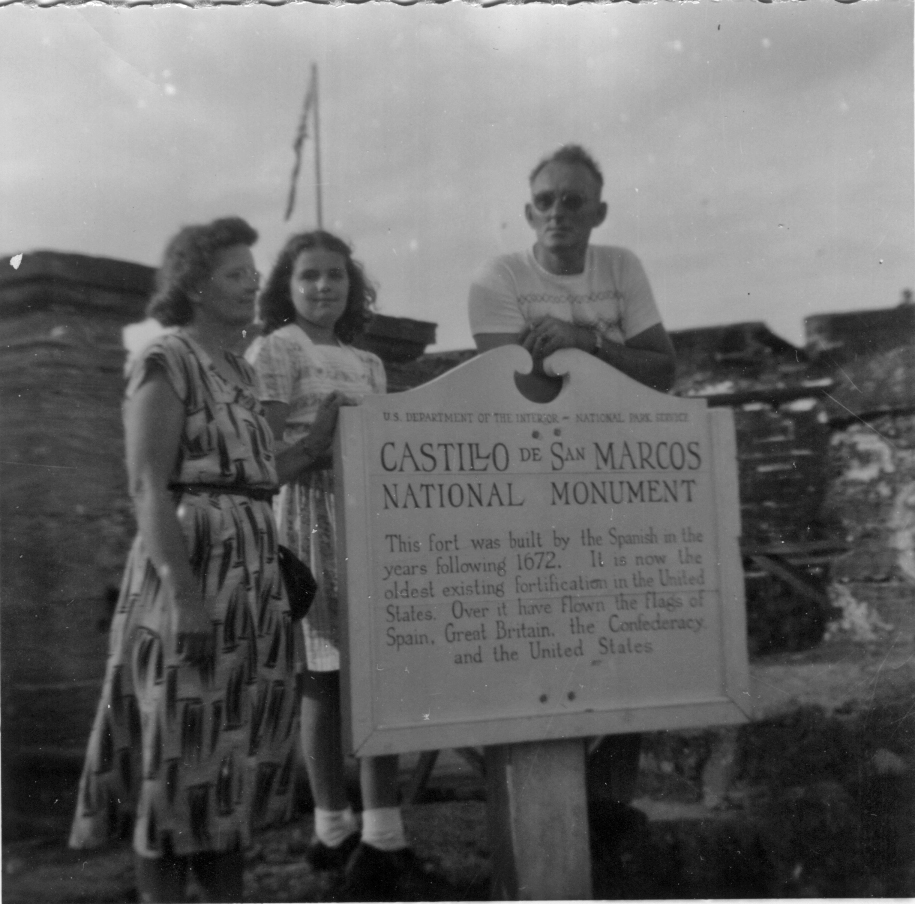 U.S. DEPARTMENT OF THE INTERIOR – NATIONAL PARK SERVICE
CASTILLO DE SAN MARCOS
NATIONAL MONUMENT
This fort was built by the Spanish in the
years following 1672. It is now the
oldest existing fortification in the United
States. Over it have flown the flags of
Spain, Great Britain, the Confederacy
and the United States